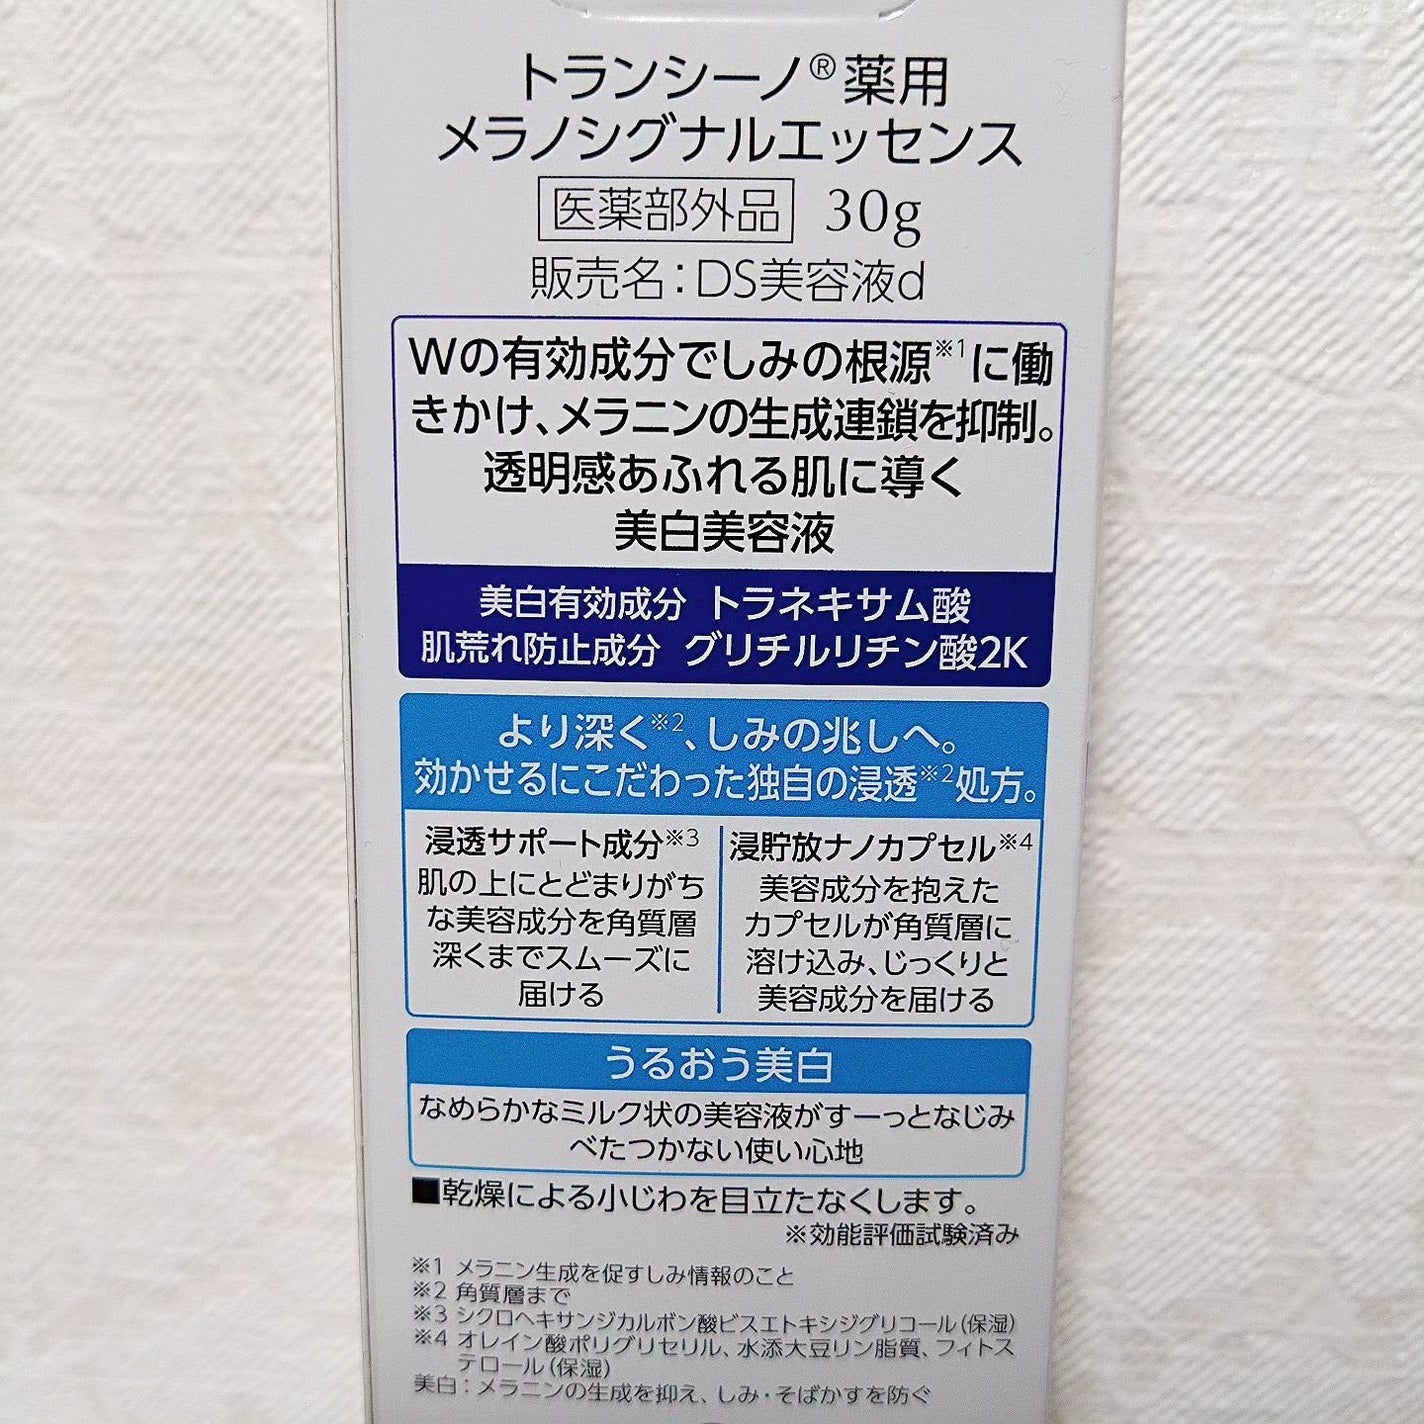 トランシーノ®薬用
メラノシグナルエッセンス
医薬部外品 30g
販売名：DS美容液d
Wの有効成分でしみの根源※1に働
きかけ、メラニンの生成連鎖を抑制。
透明感あふれる肌に導く
美白美容液
美白有効成分 トラネキサム酸
肌荒れ防止成分 グリチルリチン酸2K
より深く※2、しみの兆しへ。
効かせるにこだわった独自の浸透※2処方。
浸透サポート成分※3
肌の上にとどまりがち
な美容成分を角質層
深くまでスムーズに
届ける
浸貯放ナノカプセル※4
美容成分を抱えた
カプセルが角質層に
溶け込み、じっくりと
美容成分を届ける
うるおう美白
なめらかなミルク状の美容液がすーっとなじみ
べたつかない使い心地
■乾燥による小じわを目立たなくします。
※効能評価試験済み
※1 メラニン生成を促すしみ情報のこと
※2 角質層まで
※3 シクロヘキサンジカルボン酸ビスエトキシジグリコール（保湿）
※4 オレイン酸ポリグリセリル、水添大豆リン脂質、フィトス
テロール（保湿）
美白：メラニンの生成を抑え、しみ・そばかすを防ぐ